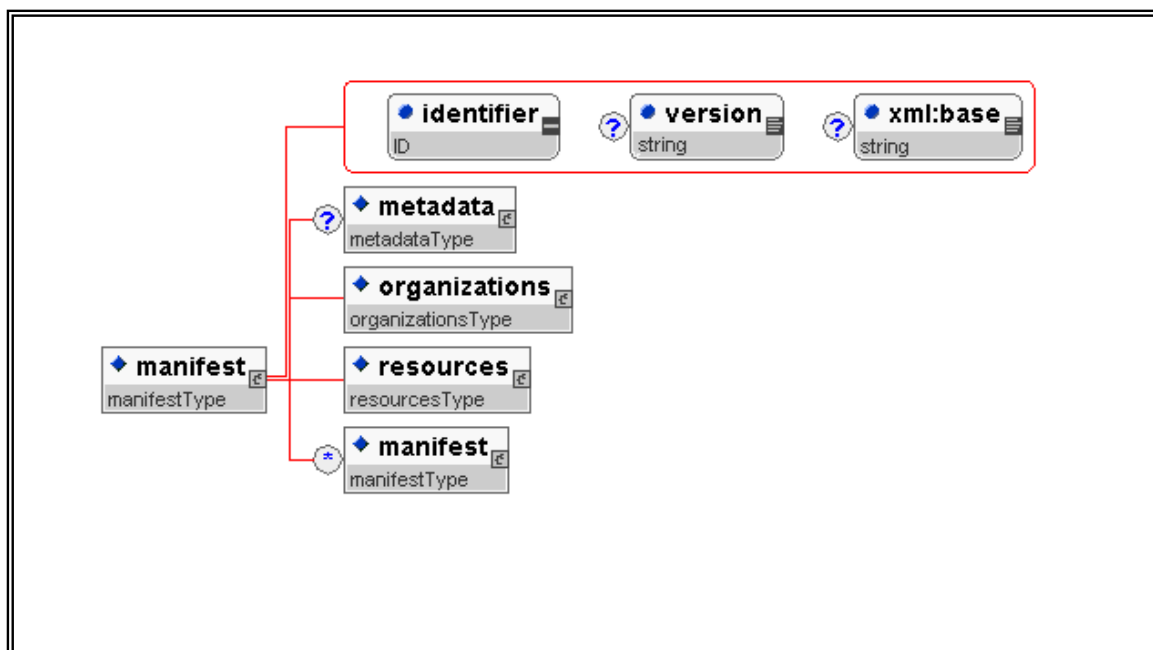 identifier
ID
?
version
string
?
xml:base
string
?
metadata
metadataType
organizations
organizationsType
manifest
manifestType
resources
resourcesType
*
manifest
manifestType